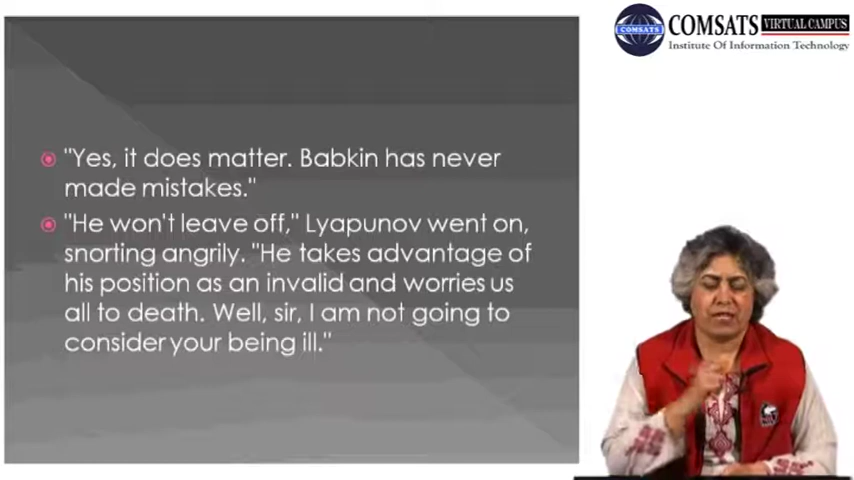 COMSATS VIRTUAL CAMPUS
COMSATS
Institute Of Information Technology
"Yes, it does matter. Babkin has never
made mistakes."
"He won't leave off," Lyapunov went on,
snorting angrily. "He takes advantage of
his position as an invalid and worries us
all to death. Well, sir, I am not going to
consider your being ill."